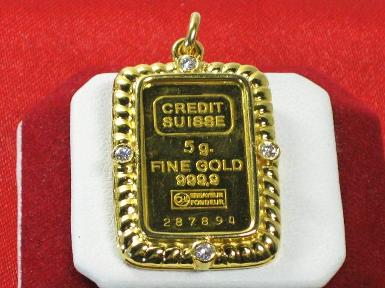 CREDIT
SUISSE
5 g.
FINE GOLD
999,9
ESSAYEUR
FONDEUR
287894